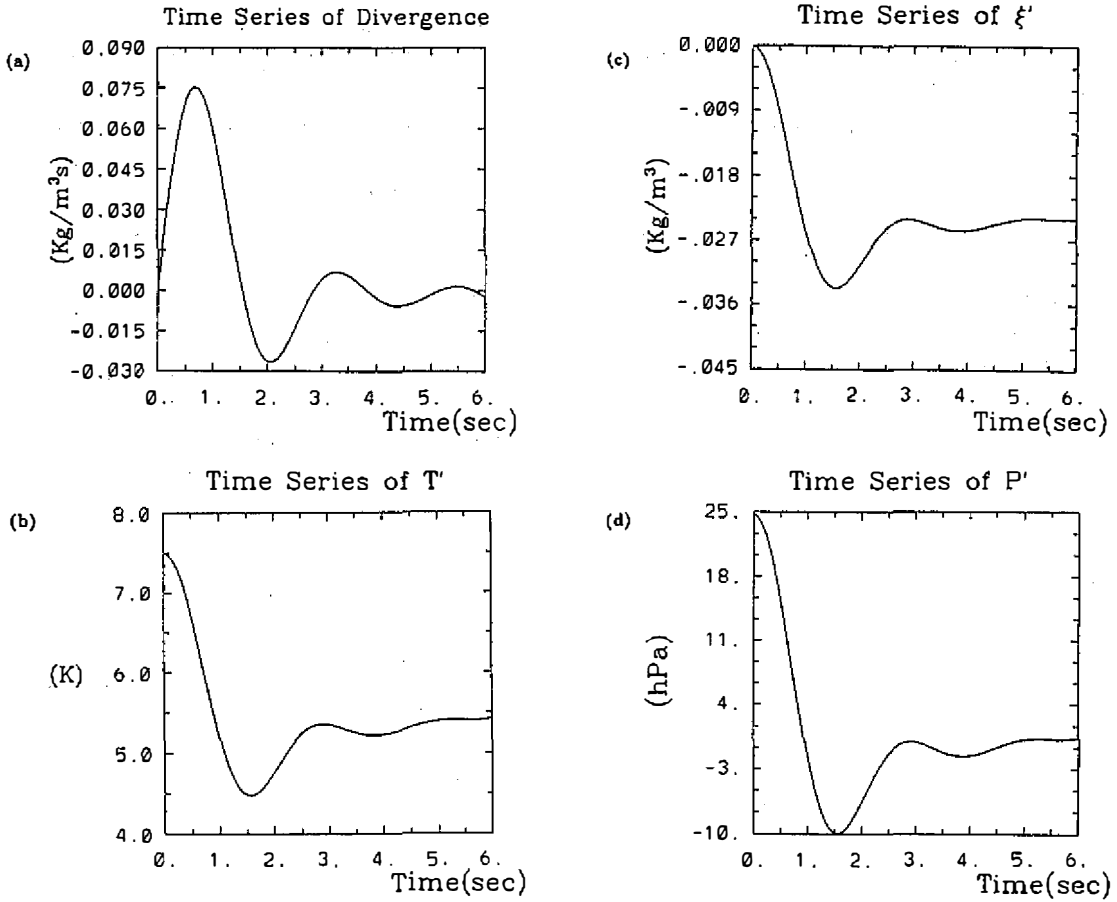 Time Series of Divergence
(a)
0.090
0.075
0.060
0.045
0.030
0.015
0.000
-0.015
-0.030
(Kg/m³s)
0. 1. 2. 3. 4. 5. 6.
Time(sec)
Time Series of ξ'
(c)
0.000
-.009
-.018
-.027
-.036
-.045
(Kg/m³)
0. 1. 2. 3. 4. 5. 6.
Time(sec)
Time Series of T'
(b)
8.0
7.0
6.0
5.0
4.0
(K)
0. 1. 2. 3. 4. 5. 6.
Time(sec)
Time Series of P'
(d)
25.
18.
11.
4.
-3.
-10.
(hPa)
0. 1. 2. 3. 4. 5. 6.
Time(sec)